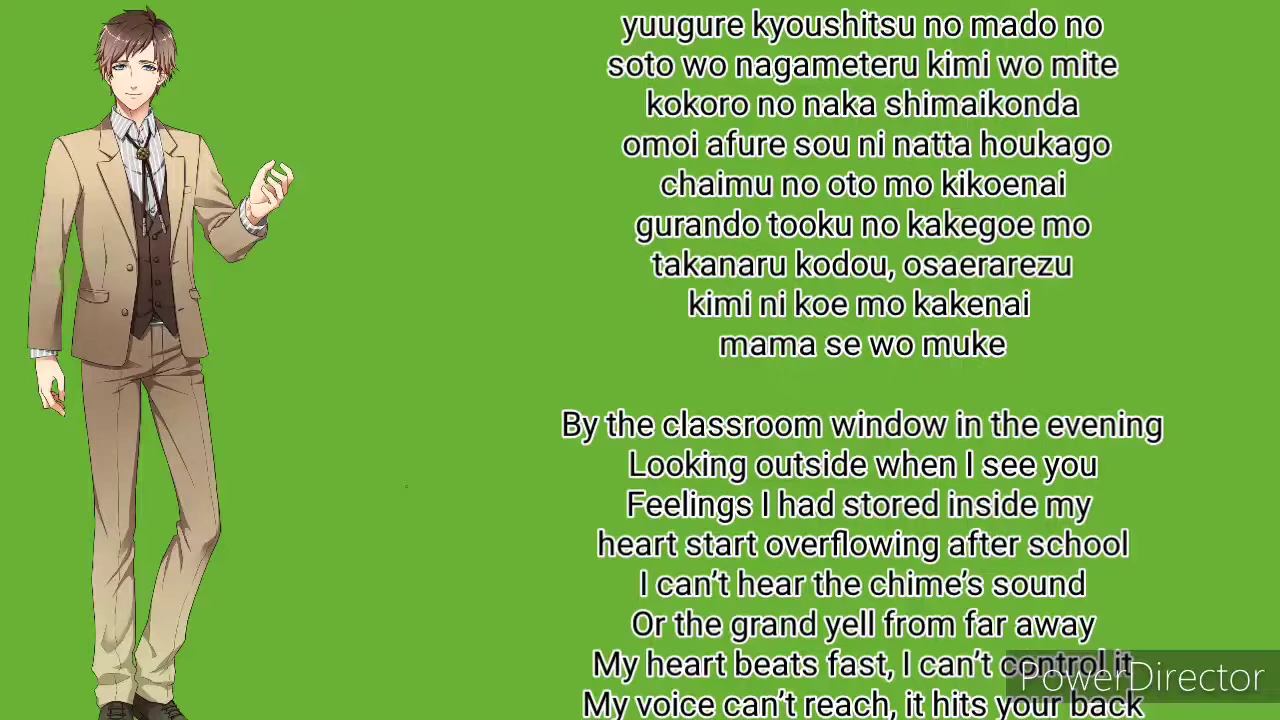 yuugure kyoushitsu no mado no
soto wo nagameteru kimi wo mite
kokoro no naka shimaikonda
omoi afure sou ni natta houkago
chaimu no oto mo kikoenai
gurando tooku no kakegoe mo
takanaru kodou, osaerarezu
kimi ni koe mo kakenai
mama se wo muke
By the classroom window in the evening
Looking outside when I see you
Feelings I had stored inside my
heart start overflowing after school
I can’t hear the chime’s sound
Or the grand yell from far away
My heart beats fast, I can’t control it
My voice can’t reach, it hits your back
PowerDirector